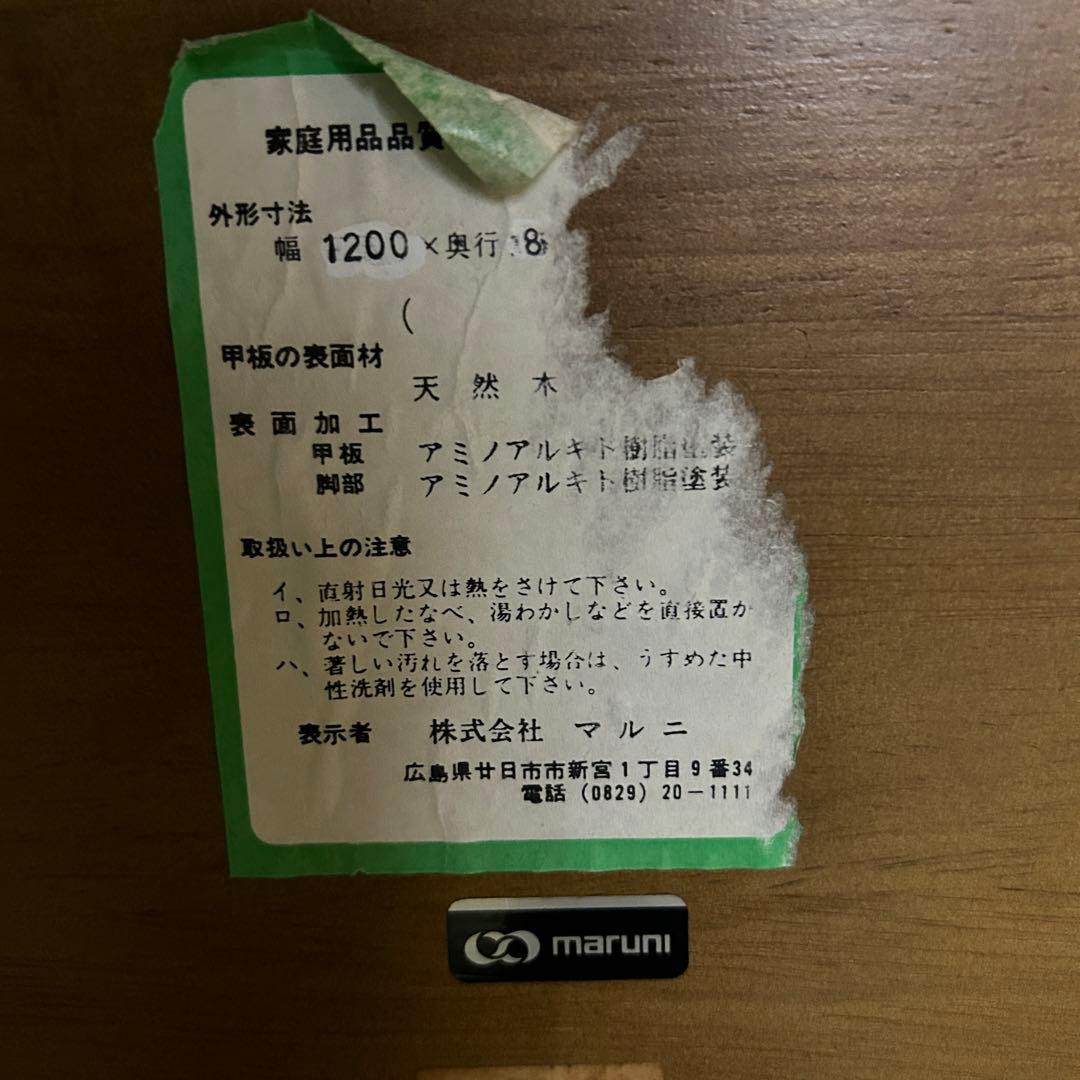 家庭用品品質
外形寸法
幅 1200 × 奥行 8
(
甲板の表面材
天然木
表面加工
甲板 アミノアルキト樹脂塗装
脚部 アミノアルキト樹脂塗装
取扱い上の注意
イ、直射日光又は熱をさけて下さい。
ロ、加熱したなべ、湯わかしなどを直接置か
ないで下さい。
ハ、著しい汚れを落とす場合は、うすめた中
性洗剤を使用して下さい。
表示者 株式会社 マルニ
広島県廿日市市新宮1丁目9番34
電話 (0829) 20-1111
maruni